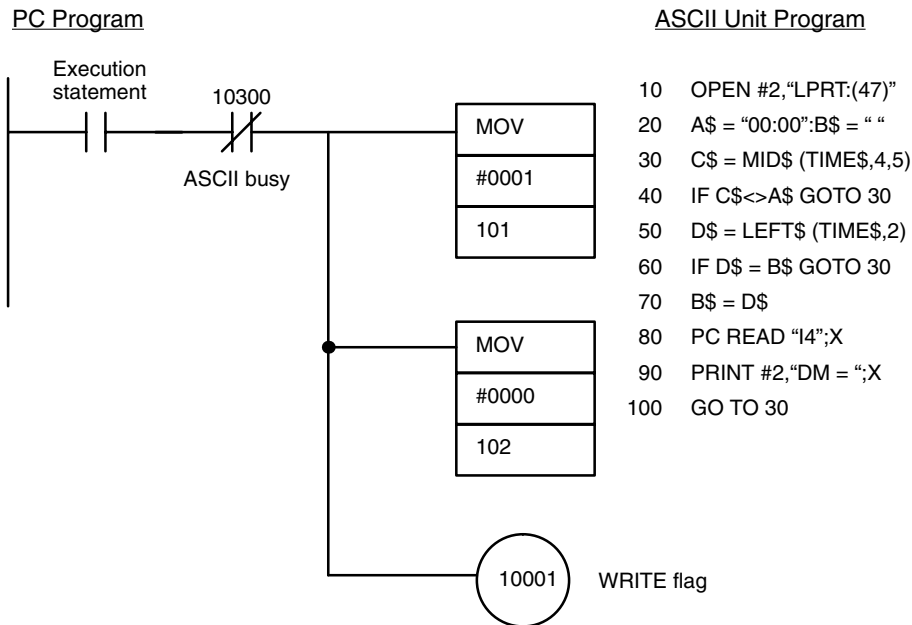 PC Program
Execution
statement
10300
ASCII busy
MOV
#0001
101
MOV
#0000
102
10001
WRITE flag
ASCII Unit Program
10 OPEN #2,“LPRT:(47)”
20 A$ = “00:00”:B$ = “ “
30 C$ = MID$ (TIME$,4,5)
40 IF C$<>A$ GOTO 30
50 D$ = LEFT$ (TIME$,2)
60 IF D$ = B$ GOTO 30
70 B$ = D$
80 PC READ “I4”;X
90 PRINT #2,“DM = “;X
100 GO TO 30